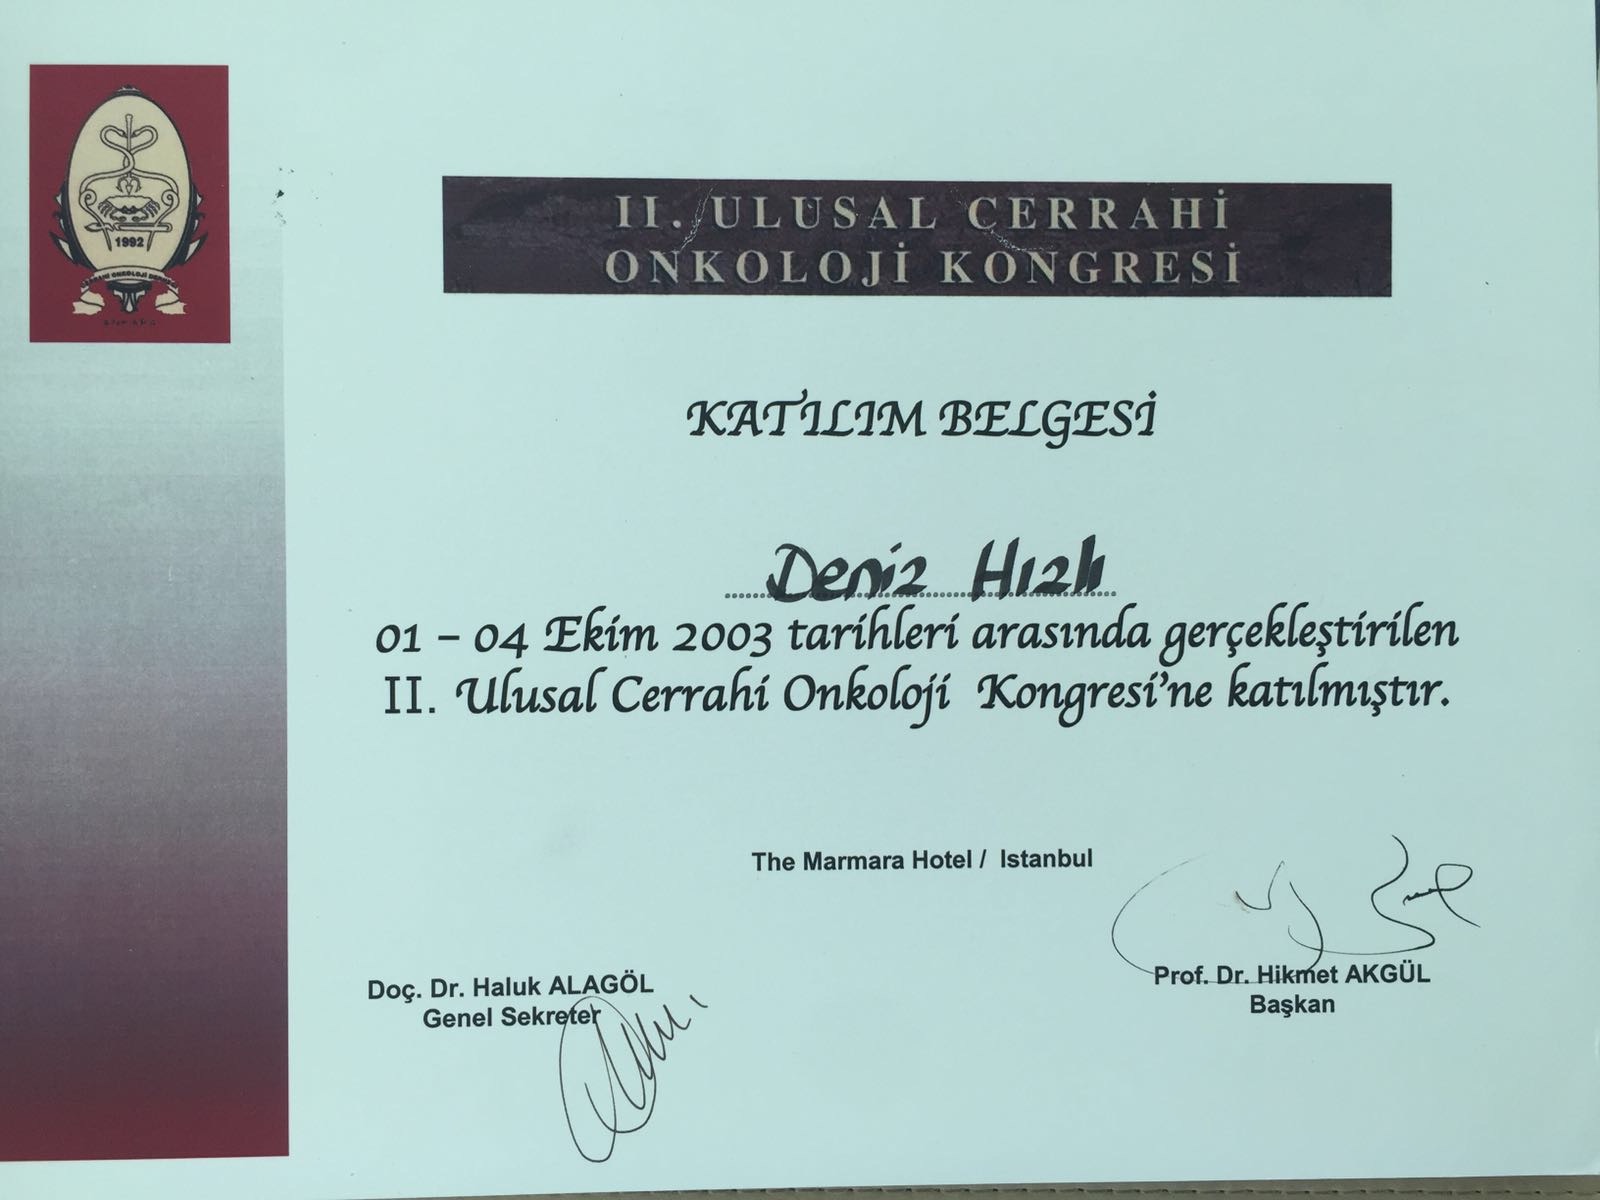 1992
II. ULUSAL CERRAHİ
ONKOLOJİ KONGRESİ
KATILIM BELGESİ
Deniz Hızlı
01 – 04 Ekim 2003 tarihleri arasında gerçekleştirilen
II. Ulusal Cerrahi Onkoloji Kongresi'ne katılmıştır.
The Marmara Hotel / Istanbul
Doç. Dr. Haluk ALAGÖL
Genel Sekreter
Prof. Dr. Hikmet AKGÜL
Başkan